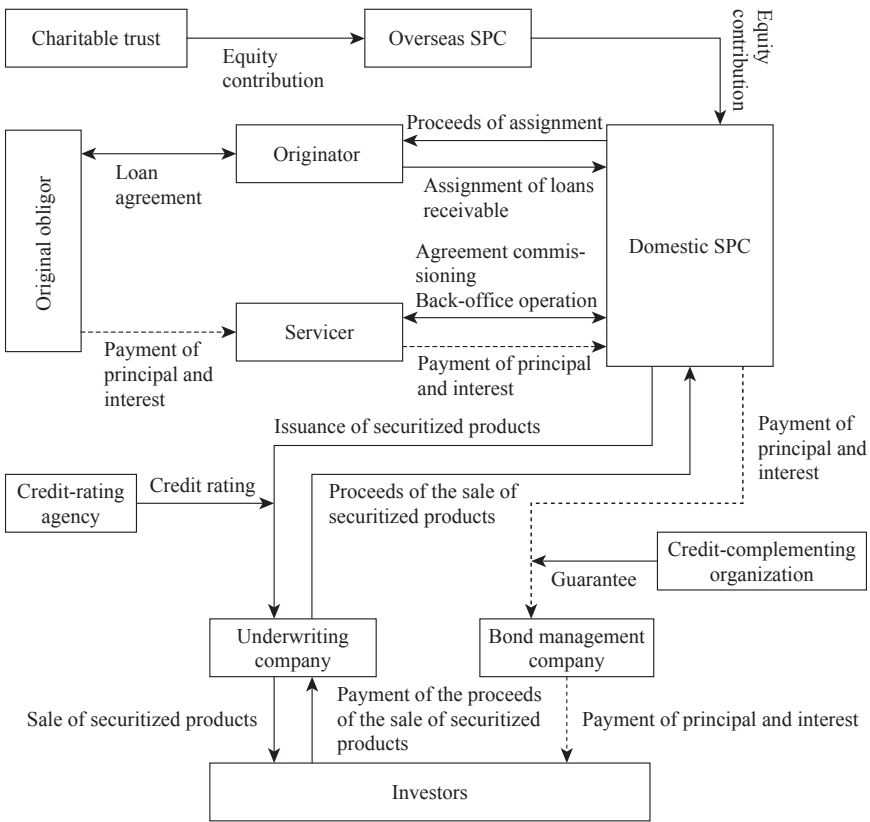 Charitable trust
Overseas SPC
Equity
contribution
Equity
contribution
Proceeds of assignment
Originator
Loan
agreement
Assignment of loans
receivable
Original obligor
Domestic SPC
Agreement commis-
sioning
Back-office operation
Servicer
Payment of
principal and
interest
Payment of principal
and interest
Issuance of securitized products
Payment of
principal and
interest
Credit-rating
agency
Credit rating
Proceeds of the sale of
securitized products
Credit-complementing
organization
Guarantee
Underwriting
company
Bond management
company
Sale of securitized products
Payment of the proceeds
of the sale of securitized
products
Payment of principal and interest
Investors